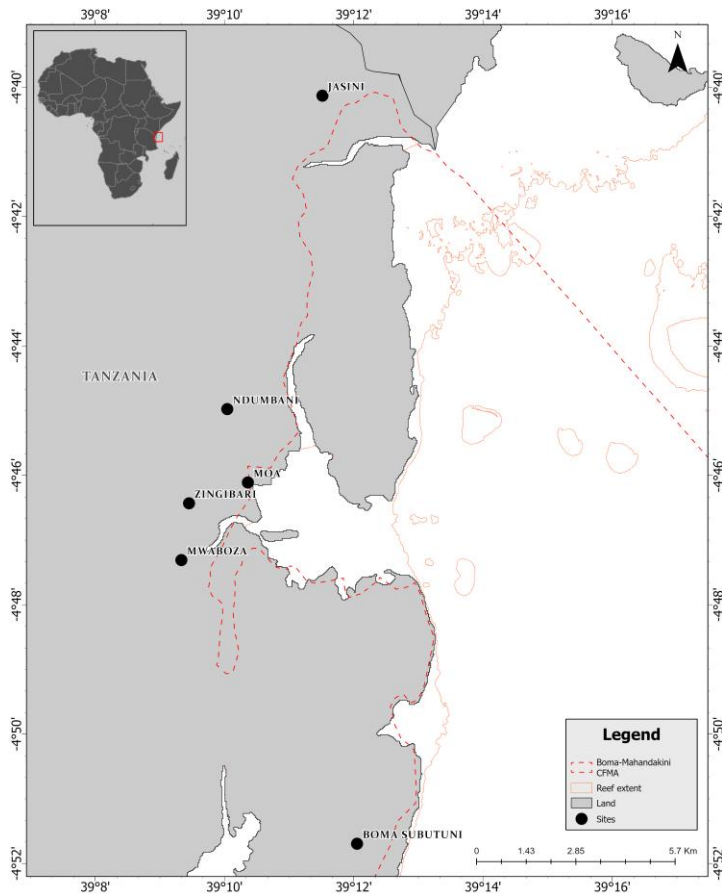 39°8'
39°10'
39°12'
39°14'
39°16'
-4°40'
-4°40'
JASINI
N
-4°42'
-4°42'
-4°44'
-4°44'
TANZANIA
NDUMBANI
-4°46'
-4°46'
MOA
ZINGIBARI
MWABOZA
-4°48'
-4°48'
-4°50'
-4°50'
Legend
Boma-Mahandakini
CFMA
Reef extent
Land
Sites
BOMA SUBUTUNI
0 1.43 2.85 5.7 Km
-4°52'
-4°52'
39°8'
39°10'
39°12'
39°14'
39°16'